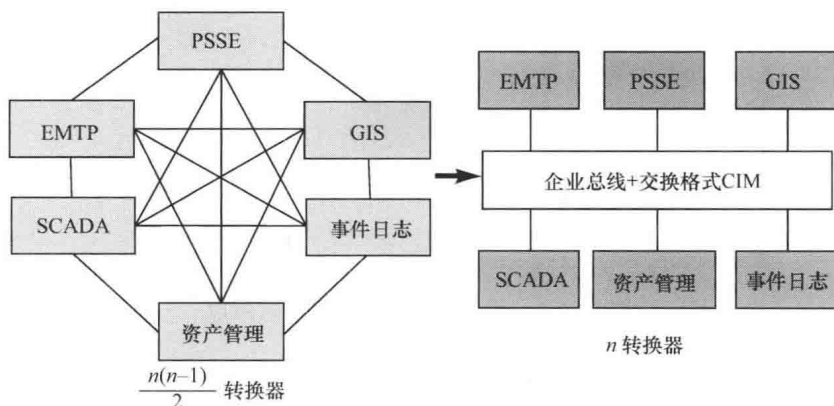 PSSE
EMTP
GIS
SCADA
事件日志
资产管理
n(n–1)
2
转换器
EMTP
PSSE
GIS
企业总线+交换格式CIM
SCADA
资产管理
事件日志
n 转换器